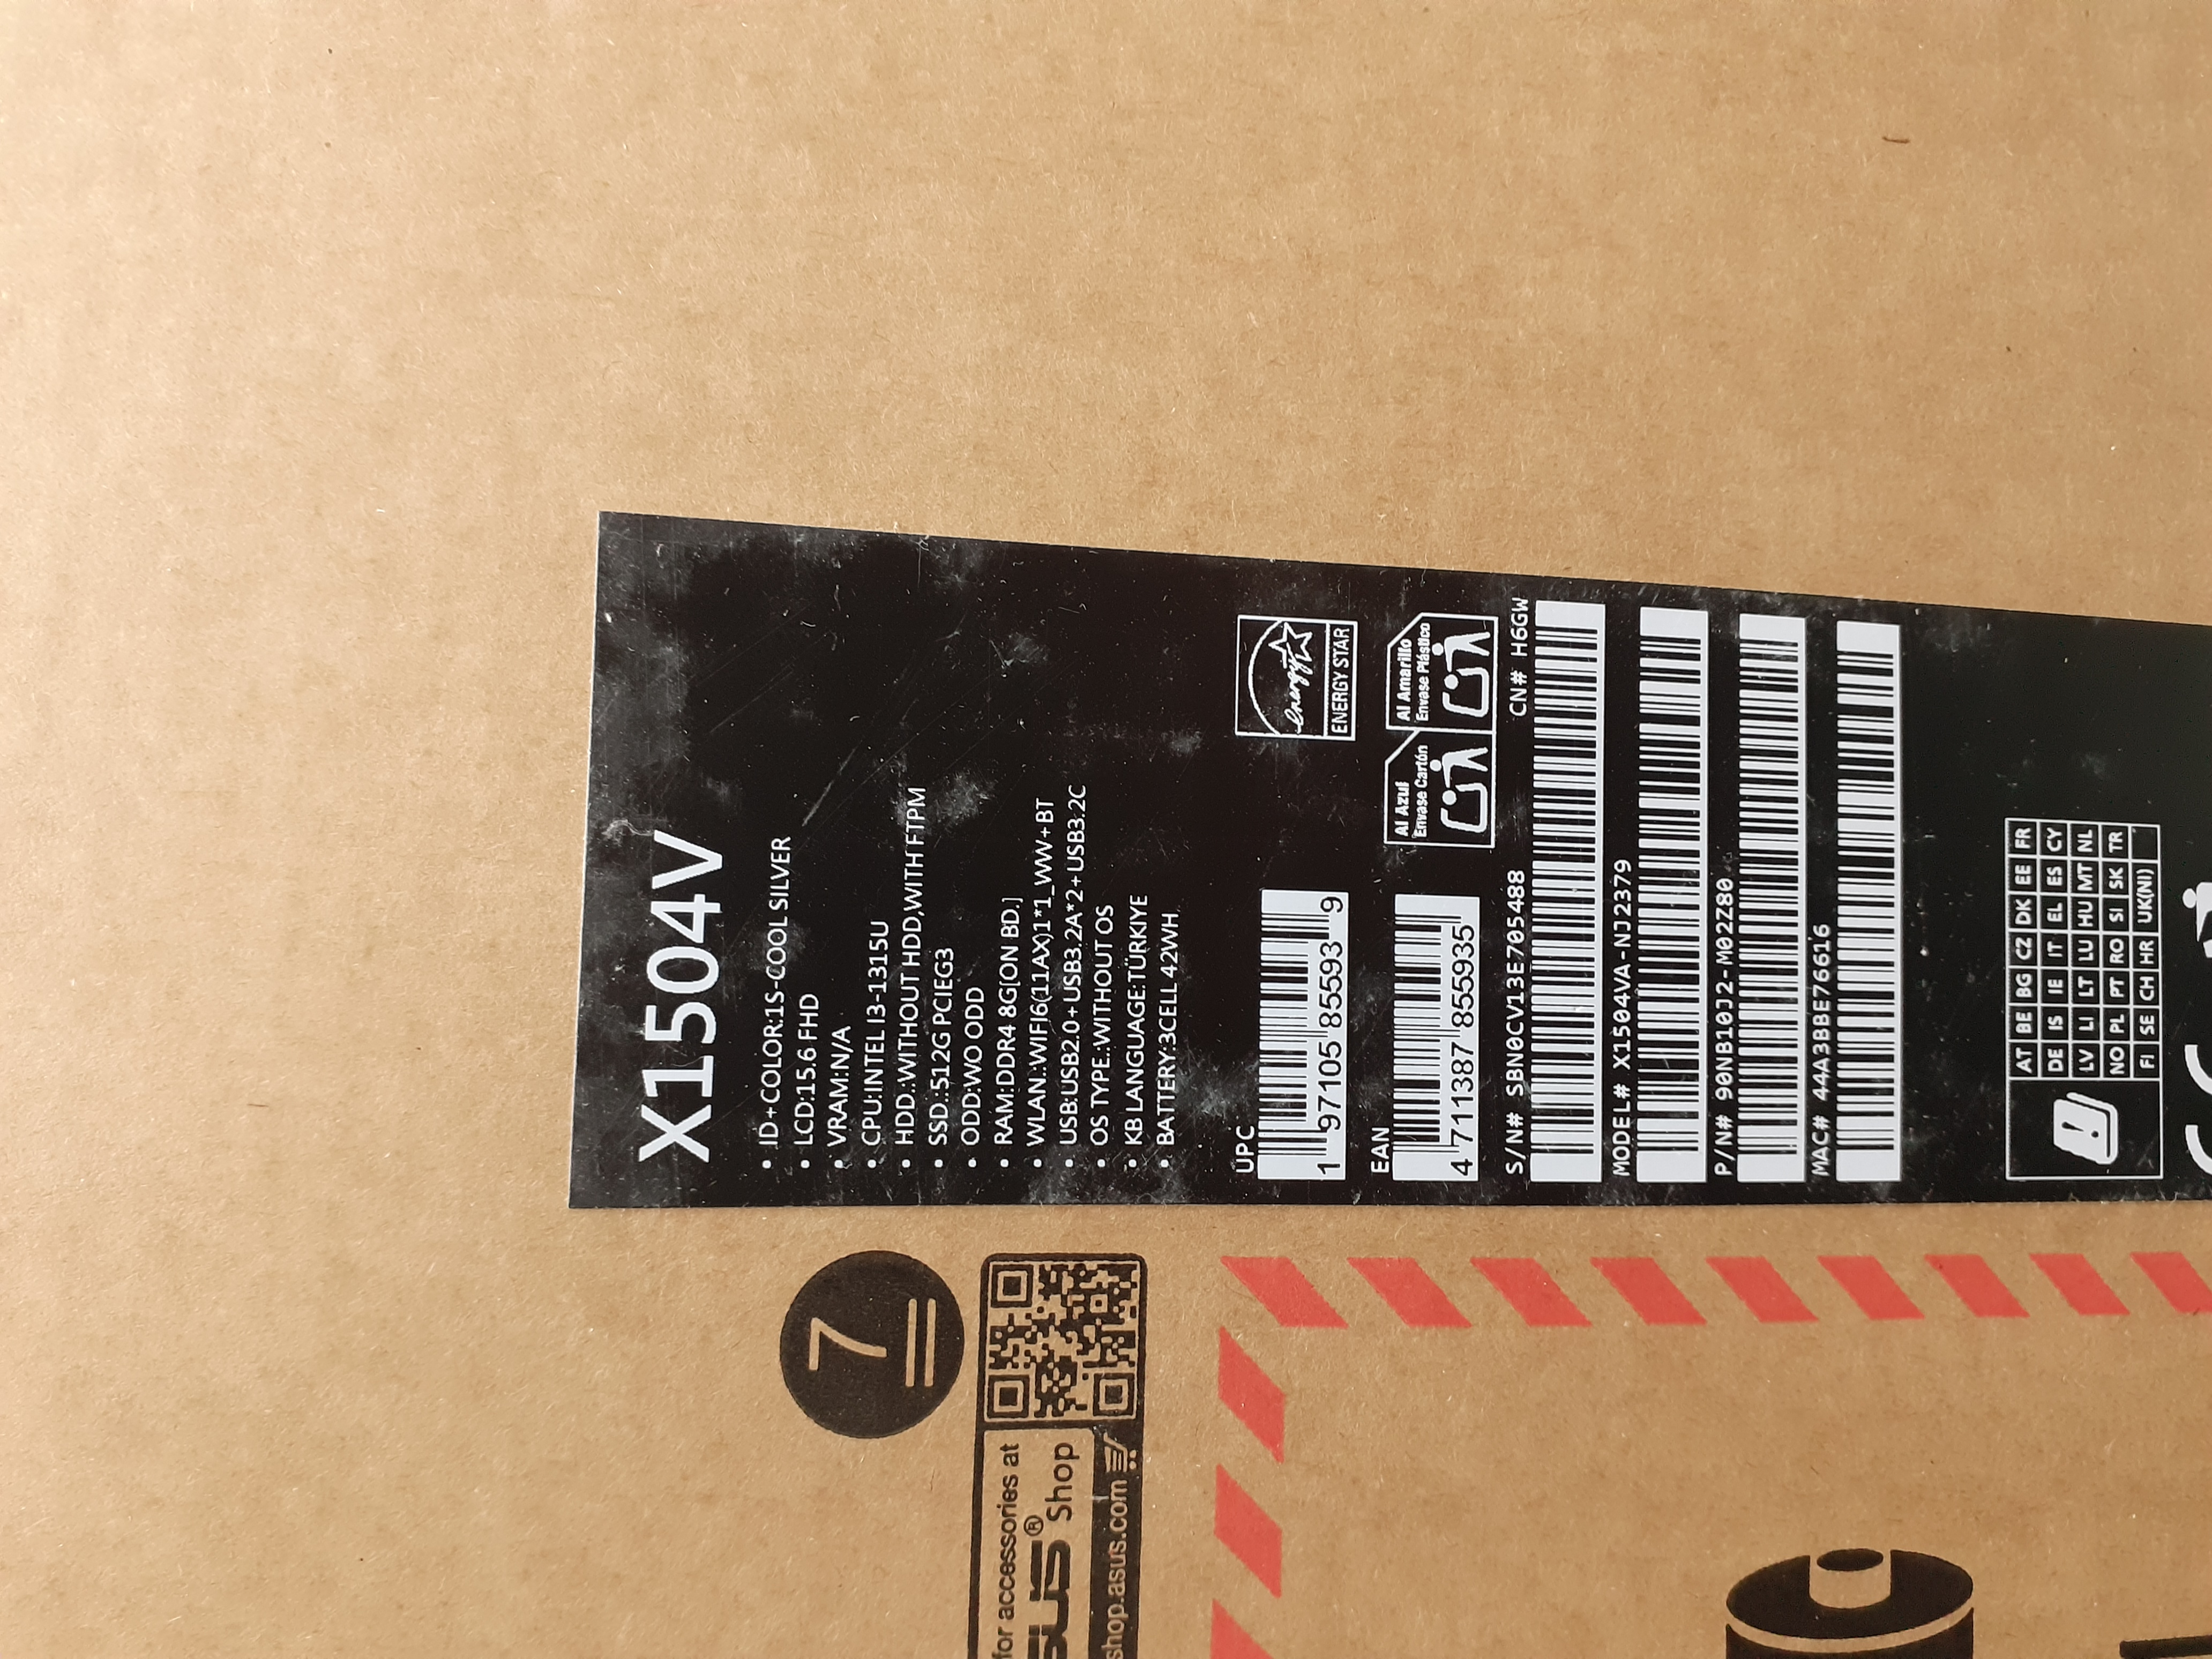 X1504V
• ID+COLOR:1S-COOL SILVER
• LCD:15.6 FHD
• VRAM:N/A
• CPU:INTEL I3-1315U
• HDD.:WITHOUT HDD,WITH FTPM
• SSD.:512G PCIEG3
• ODD:WO ODD
• RAM:DDR4 8G[ON BD.]
• WLAN.:WIFI6(11AX)1*1_WW+BT
• USB:USB2.0+USB3.2A*2+USB3.2C
• OS TYPE.:WITHOUT OS
• KB LANGUAGE:TÜRKIYE
• BATTERY:3CELL 42WH
UPC
1 97105 85593 9
energy
ENERGY STAR
EAN
4 711387 855935
Al Azul
Envase Cartón
Al Amarillo
Envase Plástico
S/N# SBN0CV13E705488 CN# H6GW
MODEL# X1504VA-NJ2379
P/N# 90NB10J2-M02Z80
MAC# 44A3BBE76616
AT BE BG CZ DK EE FR
DE IS IE IT EL ES CY
LV LI LT LU HU MT NL
NO PL PT RO SI SK TR
FI SE CH HR UK(NI)
7
for accessories at
SUS® Shop
shop.asus.com